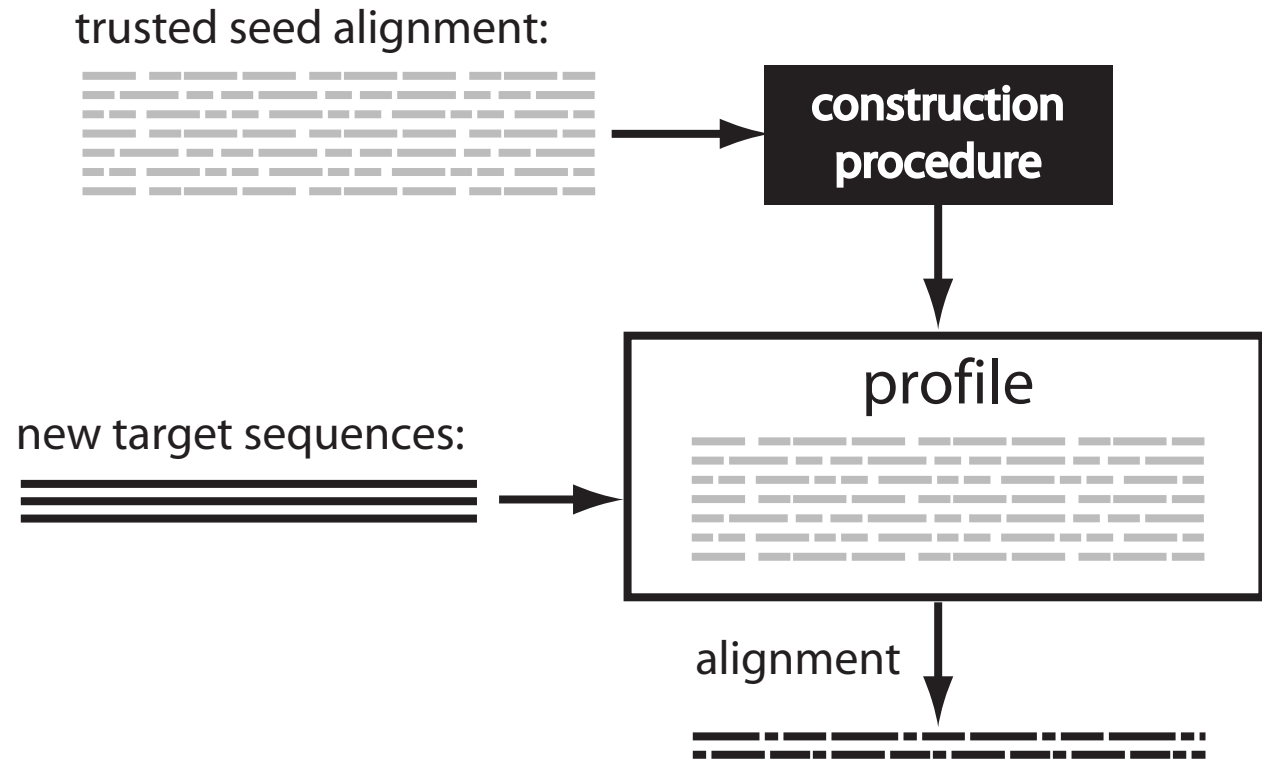 trusted seed alignment:
construction
procedure
profile
new target sequences:
alignment